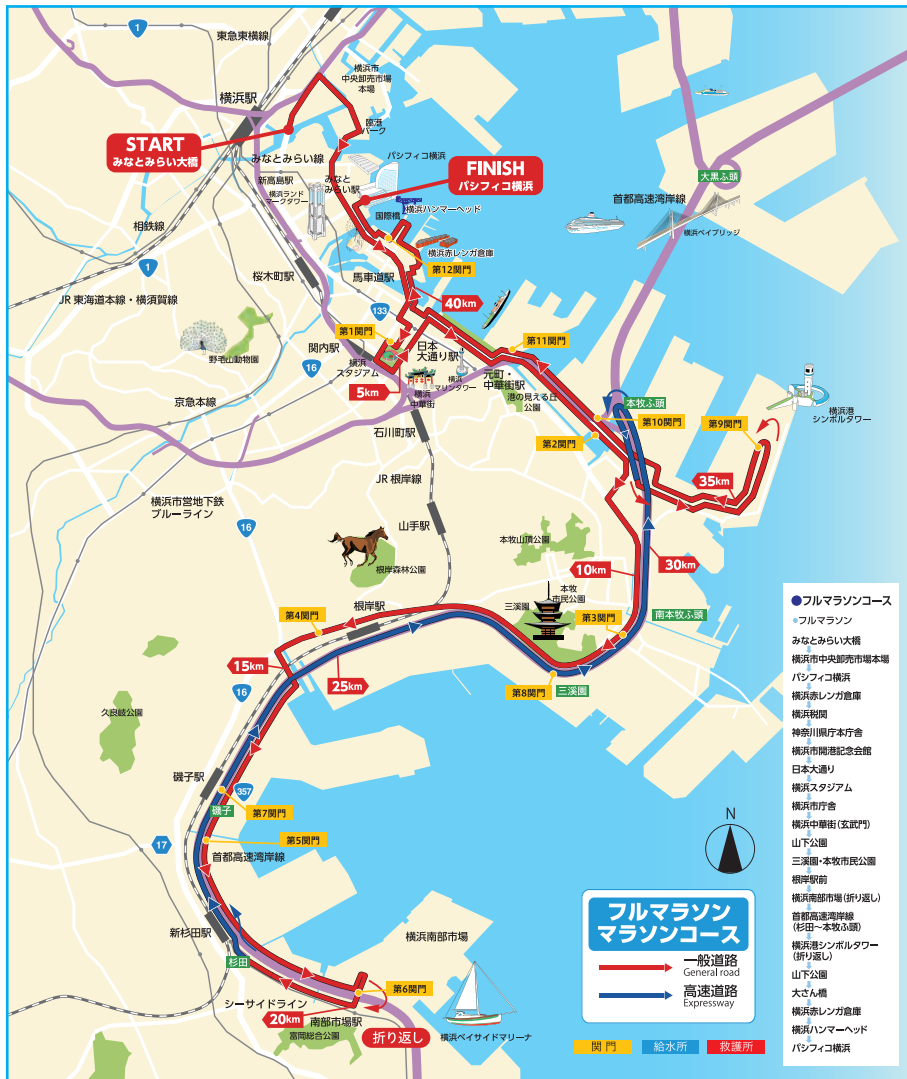 1
東急東横線
横浜市
中央卸売市場
本場
横浜駅
臨港
パーク
START
みなとみらい大橋
みなとみらい線
パシフィコ横浜
FINISH
パシフィコ横浜
新高島駅
みなと
みらい駅
横浜ランド
マークタワー
国際橋
横浜ハンマーヘッド
大黒ふ頭
首都高速湾岸線
横浜ベイブリッジ
相鉄線
横浜赤レンガ倉庫
第12関門
1
桜木町駅
馬車道駅
JR東海道本線・横須賀線
40km
133
第1関門
日本
大通り駅
第11関門
野毛山動物園
関内駅
16
横浜
スタジアム
5km
横浜
中華街
横浜
マリンタワー
元町・
中華街駅
港の見える丘
公園
京急本線
石川町駅
本牧ふ頭
第10関門
第2関門
第9関門
横浜港
シンボルタワー
JR根岸線
35km
横浜市営地下鉄
ブルーライン
16
山手駅
本牧山頂公園
根岸森林公園
10km
30km
本牧
市民公園
三溪園
根岸駅
第4関門
第3関門
南本牧ふ頭
15km
25km
第8関門
三溪園
16
久良岐公園
磯子駅
357
磯子
第7関門
17
第5関門
首都高速湾岸線
N
新杉田駅
杉田
横浜南部市場
シーサイドライン
第6関門
20km
南部市場駅
富岡総合公園
折り返し
横浜ベイサイドマリーナ
フルマラソン
マラソンコース
一般道路
General road
高速道路
Expressway
関門
給水所
救護所
●フルマラソンコース
フルマラソン
みなとみらい大橋
横浜市中央卸売市場本場
パシフィコ横浜
横浜赤レンガ倉庫
横浜税関
神奈川県庁本庁舎
横浜市開港記念会館
日本大通り
横浜スタジアム
横浜市庁舎
横浜中華街(玄武門)
山下公園
三溪園・本牧市民公園
根岸駅前
横浜南部市場(折り返し)
首都高速湾岸線
(杉田〜本牧ふ頭)
横浜港シンボルタワー
(折り返し)
山下公園
大さん橋
横浜赤レンガ倉庫
横浜ハンマーヘッド
パシフィコ横浜